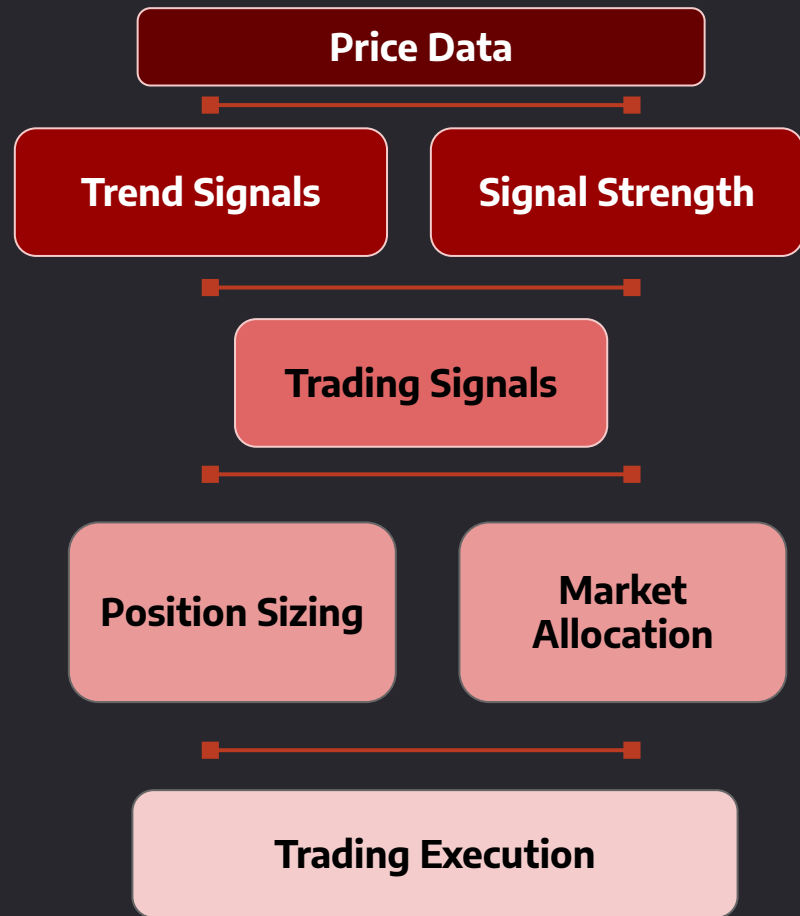 Price Data
Trend Signals
Signal Strength
Trading Signals
Position Sizing
Market
Allocation
Trading Execution